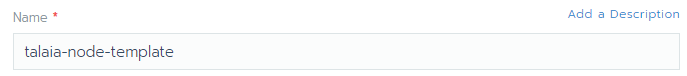 Name * Add a Description
talaia-node-template